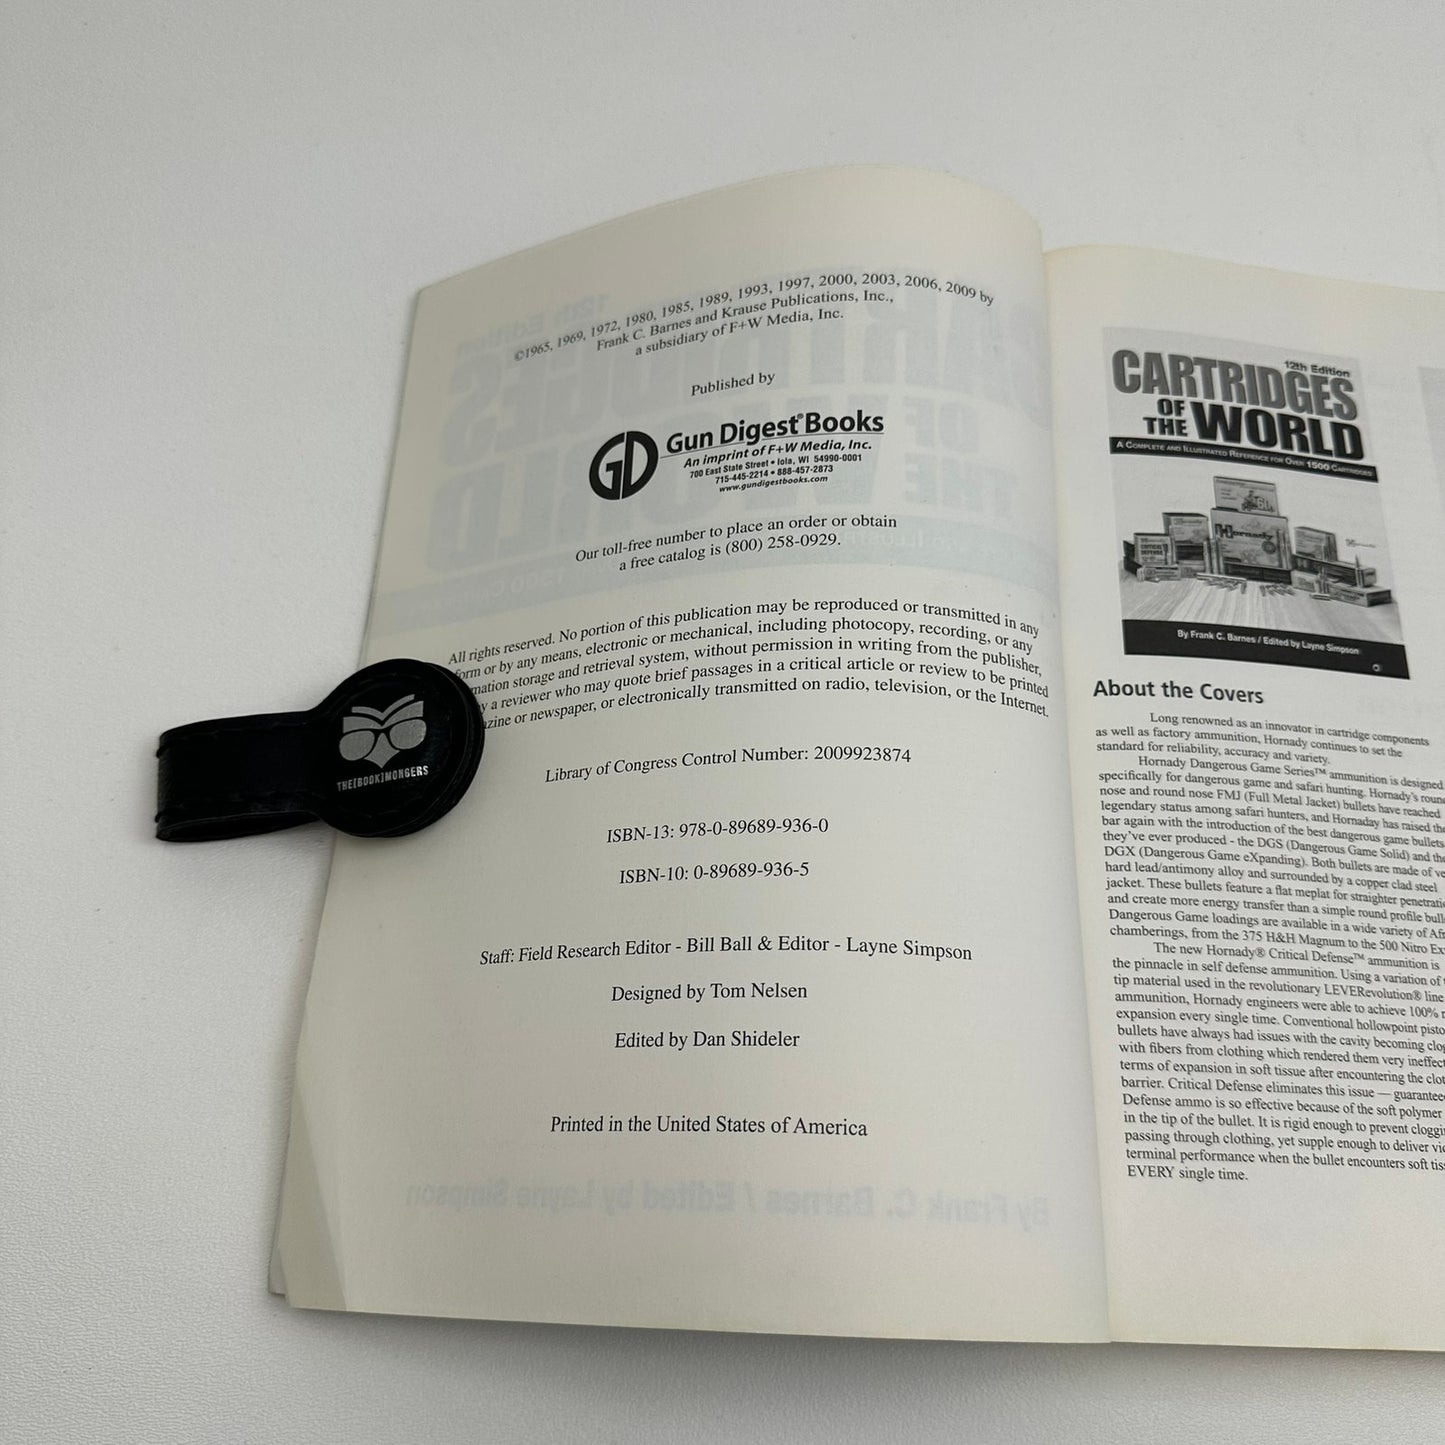 ©1965, 1969, 1972, 1980, 1985, 1989, 1993, 1997, 2000, 2003, 2006, 2009 by
Frank C. Barnes and Krause Publications, Inc.,
a subsidiary of F+W Media, Inc.
Published by
GD
Gun Digest® Books
An imprint of F+W Media, Inc.
700 East State Street • Iola, WI 54990-0001
715-445-2214 • 888-457-2873
www.gundigestbooks.com
Our toll-free number to place an order or obtain
a free catalog is (800) 258-0929.
All rights reserved. No portion of this publication may be reproduced or transmitted in any
form or by any means, electronic or mechanical, including photocopy, recording, or any
mation storage and retrieval system, without permission in writing from the publisher,
y a reviewer who may quote brief passages in a critical article or review to be printed
zine or newspaper, or electronically transmitted on radio, television, or the Internet.
THE[BOOK]MONGERS
Library of Congress Control Number: 2009923874
ISBN-13: 978-0-89689-936-0
ISBN-10: 0-89689-936-5
Staff: Field Research Editor - Bill Ball & Editor - Layne Simpson
Designed by Tom Nelsen
Edited by Dan Shideler
Printed in the United States of America
12th Edition
CARTRIDGES
OF
THE WORLD
A Complete and Illustrated Reference for Over 1500 Cartridges
Hornady
CRITICAL
DEFENSE
By Frank C. Barnes / Edited by Layne Simpson
About the Covers
Long renowned as an innovator in cartridge components
as well as factory ammunition, Hornady continues to set the
standard for reliability, accuracy and variety.
Hornady Dangerous Game Series™ ammunition is designed
specifically for dangerous game and safari hunting. Hornady's roun
nose and round nose FMJ (Full Metal Jacket) bullets have reached
legendary status among safari hunters, and Hornaday has raised the
bar again with the introduction of the best dangerous game bullets
they've ever produced - the DGS (Dangerous Game Solid) and the
DGX (Dangerous Game eXpanding). Both bullets are made of ve
hard lead/antimony alloy and surrounded by a copper clad steel
jacket. These bullets feature a flat meplat for straighter penetrati
and create more energy transfer than a simple round profile bull
Dangerous Game loadings are available in a wide variety of Afr
chamberings, from the 375 H&H Magnum to the 500 Nitro Ex
The new Hornady® Critical Defense™ ammunition is
the pinnacle in self defense ammunition. Using a variation of t
tip material used in the revolutionary LEVERevolution® line
ammunition, Hornady engineers were able to achieve 100% r
expansion every single time. Conventional hollowpoint pisto
bullets have always had issues with the cavity becoming clog
with fibers from clothing which rendered them very ineffect
terms of expansion in soft tissue after encountering the clot
barrier. Critical Defense eliminates this issue — guarantee
Defense ammo is so effective because of the soft polymer
in the tip of the bullet. It is rigid enough to prevent cloggi
passing through clothing, yet supple enough to deliver vi
terminal performance when the bullet encounters soft tis
EVERY single time.